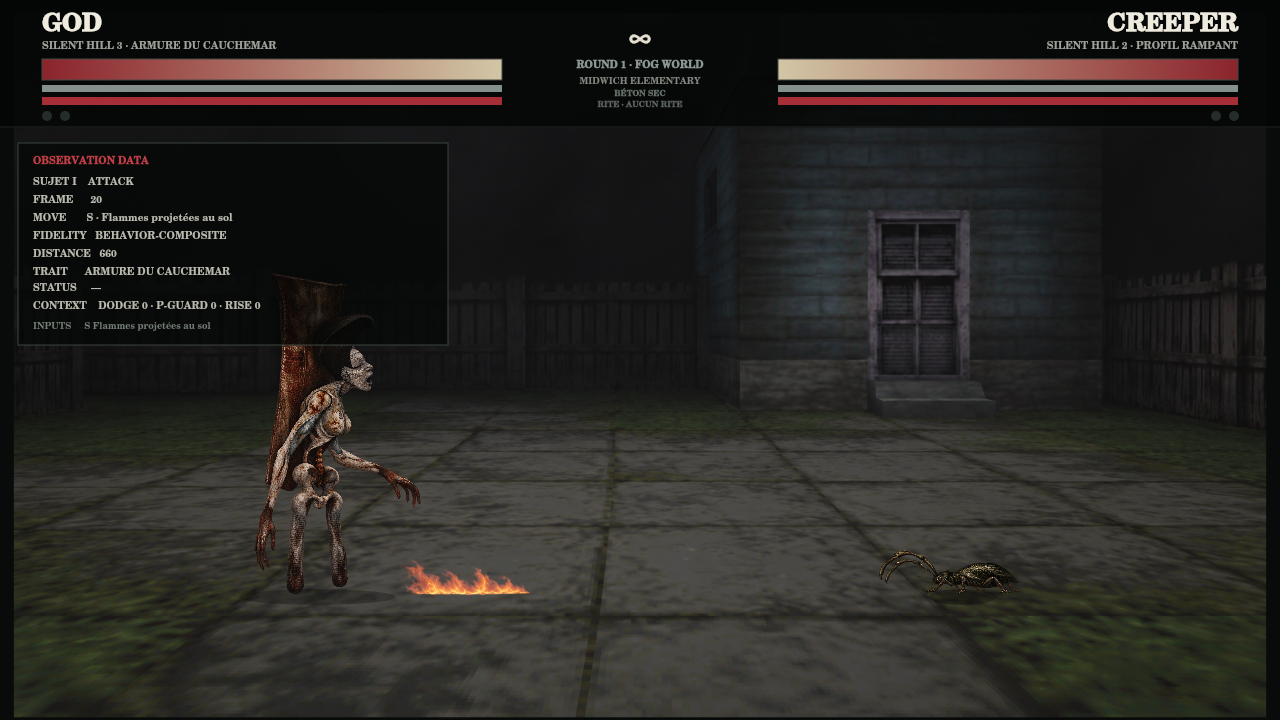 GOD
SILENT HILL 3 · ARMURE DU CAUCHEMAR
∞
ROUND 1 · FOG WORLD
MIDWICH ELEMENTARY
BÉTON SEC
RITE · AUCUN RITE
CREEPER
SILENT HILL 2 · PROFIL RAMPANT
OBSERVATION DATA
SUJET I ATTACK
FRAME 20
MOVE S · Flammes projetées au sol
FIDELITY BEHAVIOR-COMPOSITE
DISTANCE 660
TRAIT ARMURE DU CAUCHEMAR
STATUS —
CONTEXT DODGE 0 · P-GUARD 0 · RISE 0
INPUTS S Flammes projetées au sol